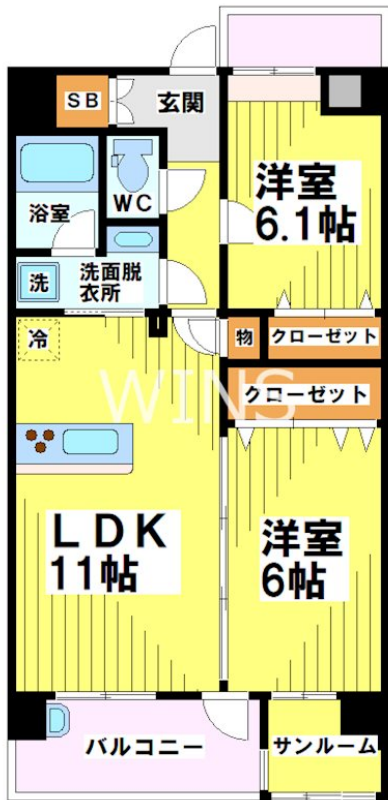 SB
玄関
洋室
6.1帖
浴室
WC
洗
洗面脱
衣所
冷
物
クローゼット
クローゼット
WINS
LDK
11帖
洋室
6帖
バルコニー
サンルーム